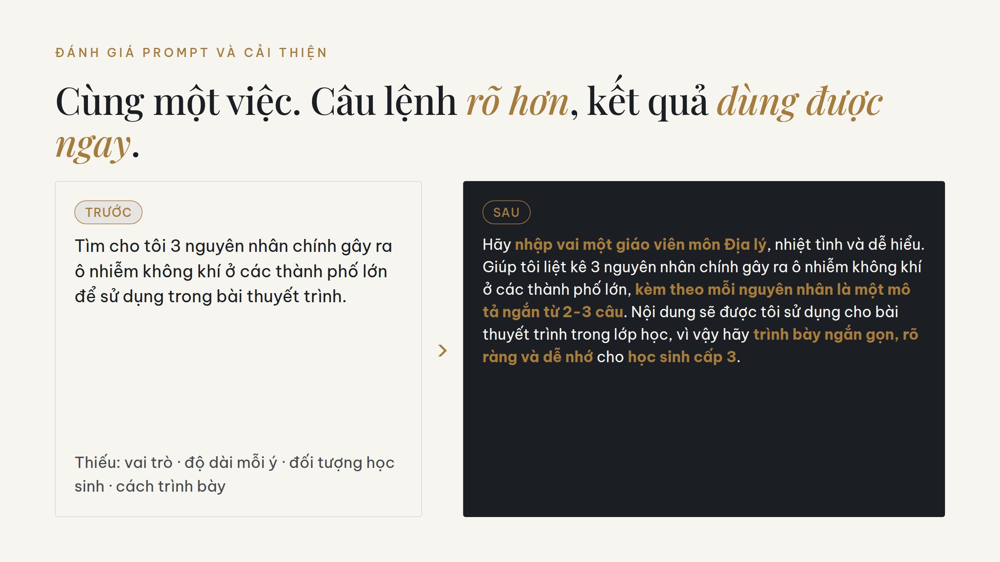 ĐÁNH GIÁ PROMPT VÀ CẢI THIỆN
Cùng một việc. Câu lệnh rõ hơn, kết quả dùng được
ngay.
TRƯỚC
Tìm cho tôi 3 nguyên nhân chính gây ra
ô nhiễm không khí ở các thành phố lớn
để sử dụng trong bài thuyết trình.
Thiếu: vai trò · độ dài mỗi ý · đối tượng học
sinh · cách trình bày
>
SAU
Hãy nhập vai một giáo viên môn Địa lý, nhiệt tình và dễ hiểu.
Giúp tôi liệt kê 3 nguyên nhân chính gây ra ô nhiễm không khí
ở các thành phố lớn, kèm theo mỗi nguyên nhân là một mô
tả ngắn từ 2-3 câu. Nội dung sẽ được tôi sử dụng cho bài
thuyết trình trong lớp học, vì vậy hãy trình bày ngắn gọn, rõ
ràng và dễ nhớ cho học sinh cấp 3.